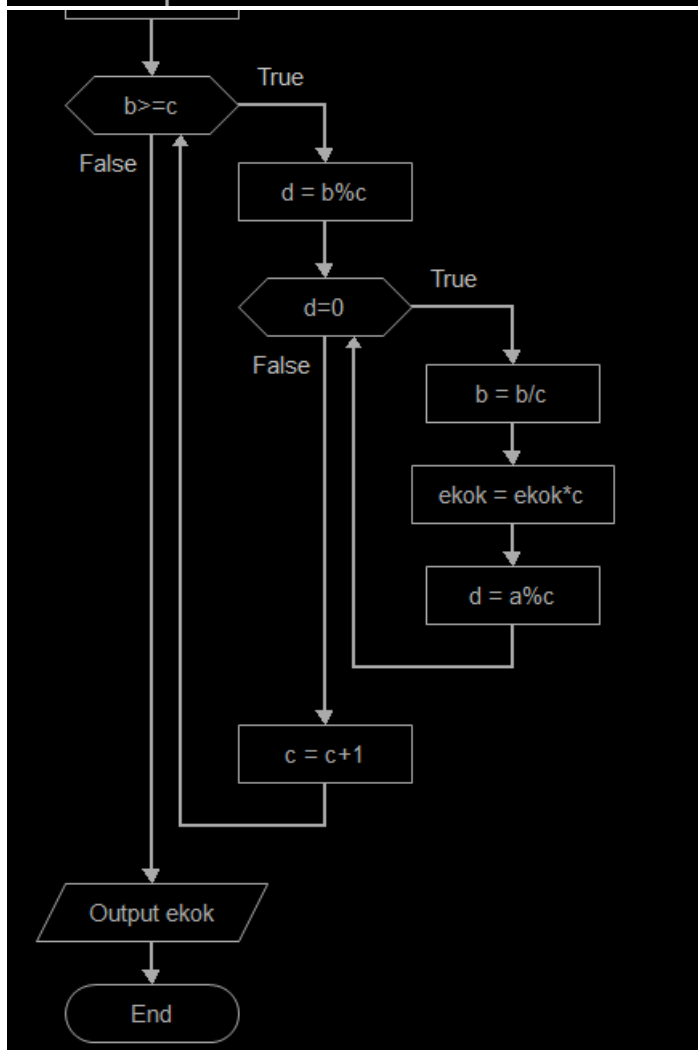 True
b>=c
False
d = b%c
True
d=0
False
b = b/c
ekok = ekok*c
d = a%c
c = c+1
Output ekok
End